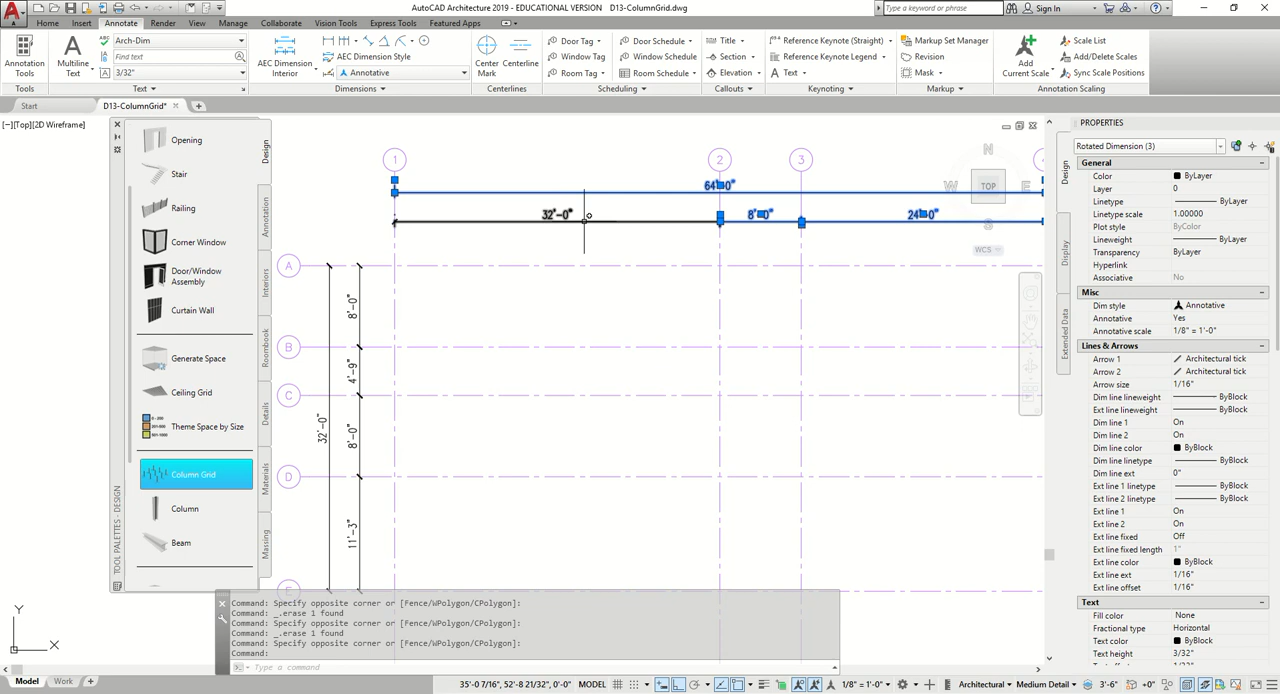 AutoCAD Architecture 2019 - EDUCATIONAL VERSION    D13-ColumnGrid.dwg
Type a keyword or phrase
Sign In
Home Insert Annotate Render View Manage Collaborate Vision Tools Express Tools Featured Apps
Annotation Tools
Tools
Multiline Text
Arch-Dim
Find text
3/32"
Text
AEC Dimension Interior
AEC Dimension Style
Annotative
Dimensions
Center Mark
Centerline
Centerlines
Door Tag
Window Tag
Room Tag
Door Schedule
Window Schedule
Room Schedule
Scheduling
Title
Section
Elevation
Callouts
Reference Keynote (Straight)
Reference Keynote Legend
Text
Keynoting
Markup Set Manager
Revision
Mask
Markup
Add Current Scale
Scale List
Add/Delete Scales
Sync Scale Positions
Annotation Scaling
Start
D13-ColumnGrid*
[−][Top][2D Wireframe]
Opening
Stair
Railing
Corner Window
Door/Window Assembly
Curtain Wall
Generate Space
Ceiling Grid
Theme Space by Size
Column Grid
Column
Beam
TOOL PALETTES - DESIGN
Design
Annotation
Interiors
Roombook
Details
Materials
Massing
1
2
3
64'-0"
32'-0"
8'-0"
24'-0"
A
B
C
D
E
8'-0"
4'-9"
8'-0"
11'-3"
32'-0"
N
W
TOP
E
S
WCS
PROPERTIES
Rotated Dimension (3)
Design
Display
Extended Data
General
Color ByLayer
Layer 0
Linetype ByLayer
Linetype scale 1.00000
Plot style ByColor
Lineweight ByLayer
Transparency ByLayer
Hyperlink
Associative No
Misc
Dim style Annotative
Annotative Yes
Annotative scale 1/8" = 1'-0"
Lines & Arrows
Arrow 1 Architectural tick
Arrow 2 Architectural tick
Arrow size 1/16"
Dim line lineweight ByBlock
Ext line lineweight ByBlock
Dim line 1 On
Dim line 2 On
Dim line color ByBlock
Dim line linetype ByBlock
Dim line ext 0"
Ext line 1 linetype ByBlock
Ext line 2 linetype ByBlock
Ext line 1 On
Ext line 2 On
Ext line fixed Off
Ext line fixed length 1"
Ext line color ByBlock
Ext line ext 1/16"
Ext line offset 1/16"
Text
Fill color None
Fractional type Horizontal
Text color ByBlock
Text height 3/32"
Command: Specify opposite corner or [Fence/WPolygon/CPolygon]:
Command: _.erase 1 found
Command: Specify opposite corner or [Fence/WPolygon/CPolygon]:
Command: _.erase 1 found
Command: Specify opposite corner or [Fence/WPolygon/CPolygon]:
Command:
Type a command
Y
X
Model
Work
35'-0 7/16", 52'-8 21/32", 0'-0"
MODEL
1/8" = 1'-0"
Architectural
Medium Detail
3'-6"
+0"